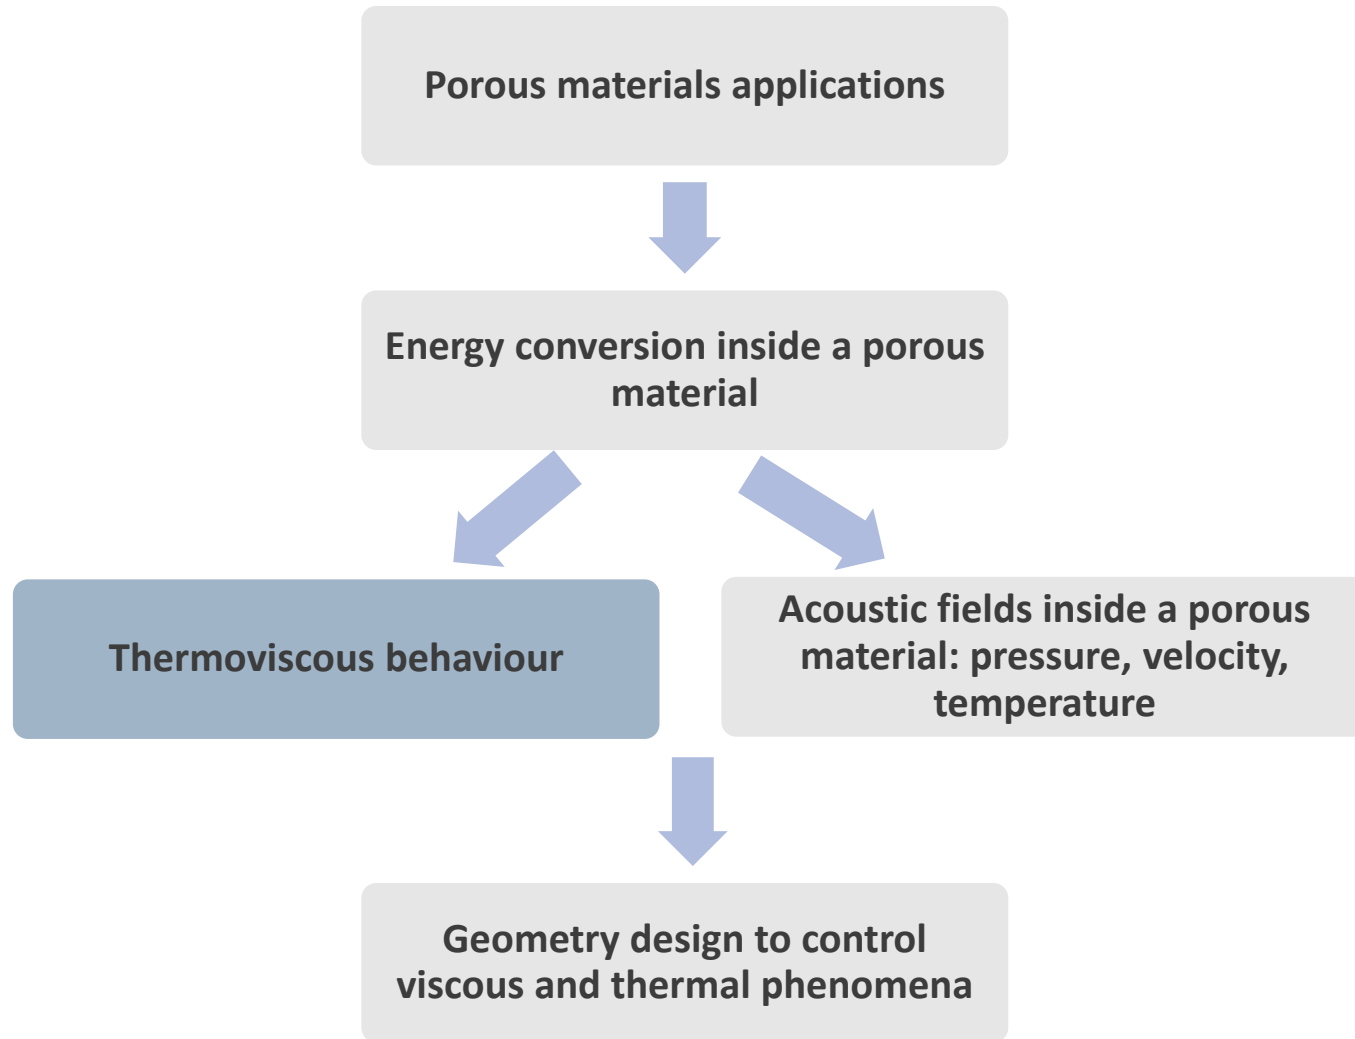 Porous materials applications
Energy conversion inside a porous
material
Thermoviscous behaviour
Acoustic fields inside a porous
material: pressure, velocity,
temperature
Geometry design to control
viscous and thermal phenomena